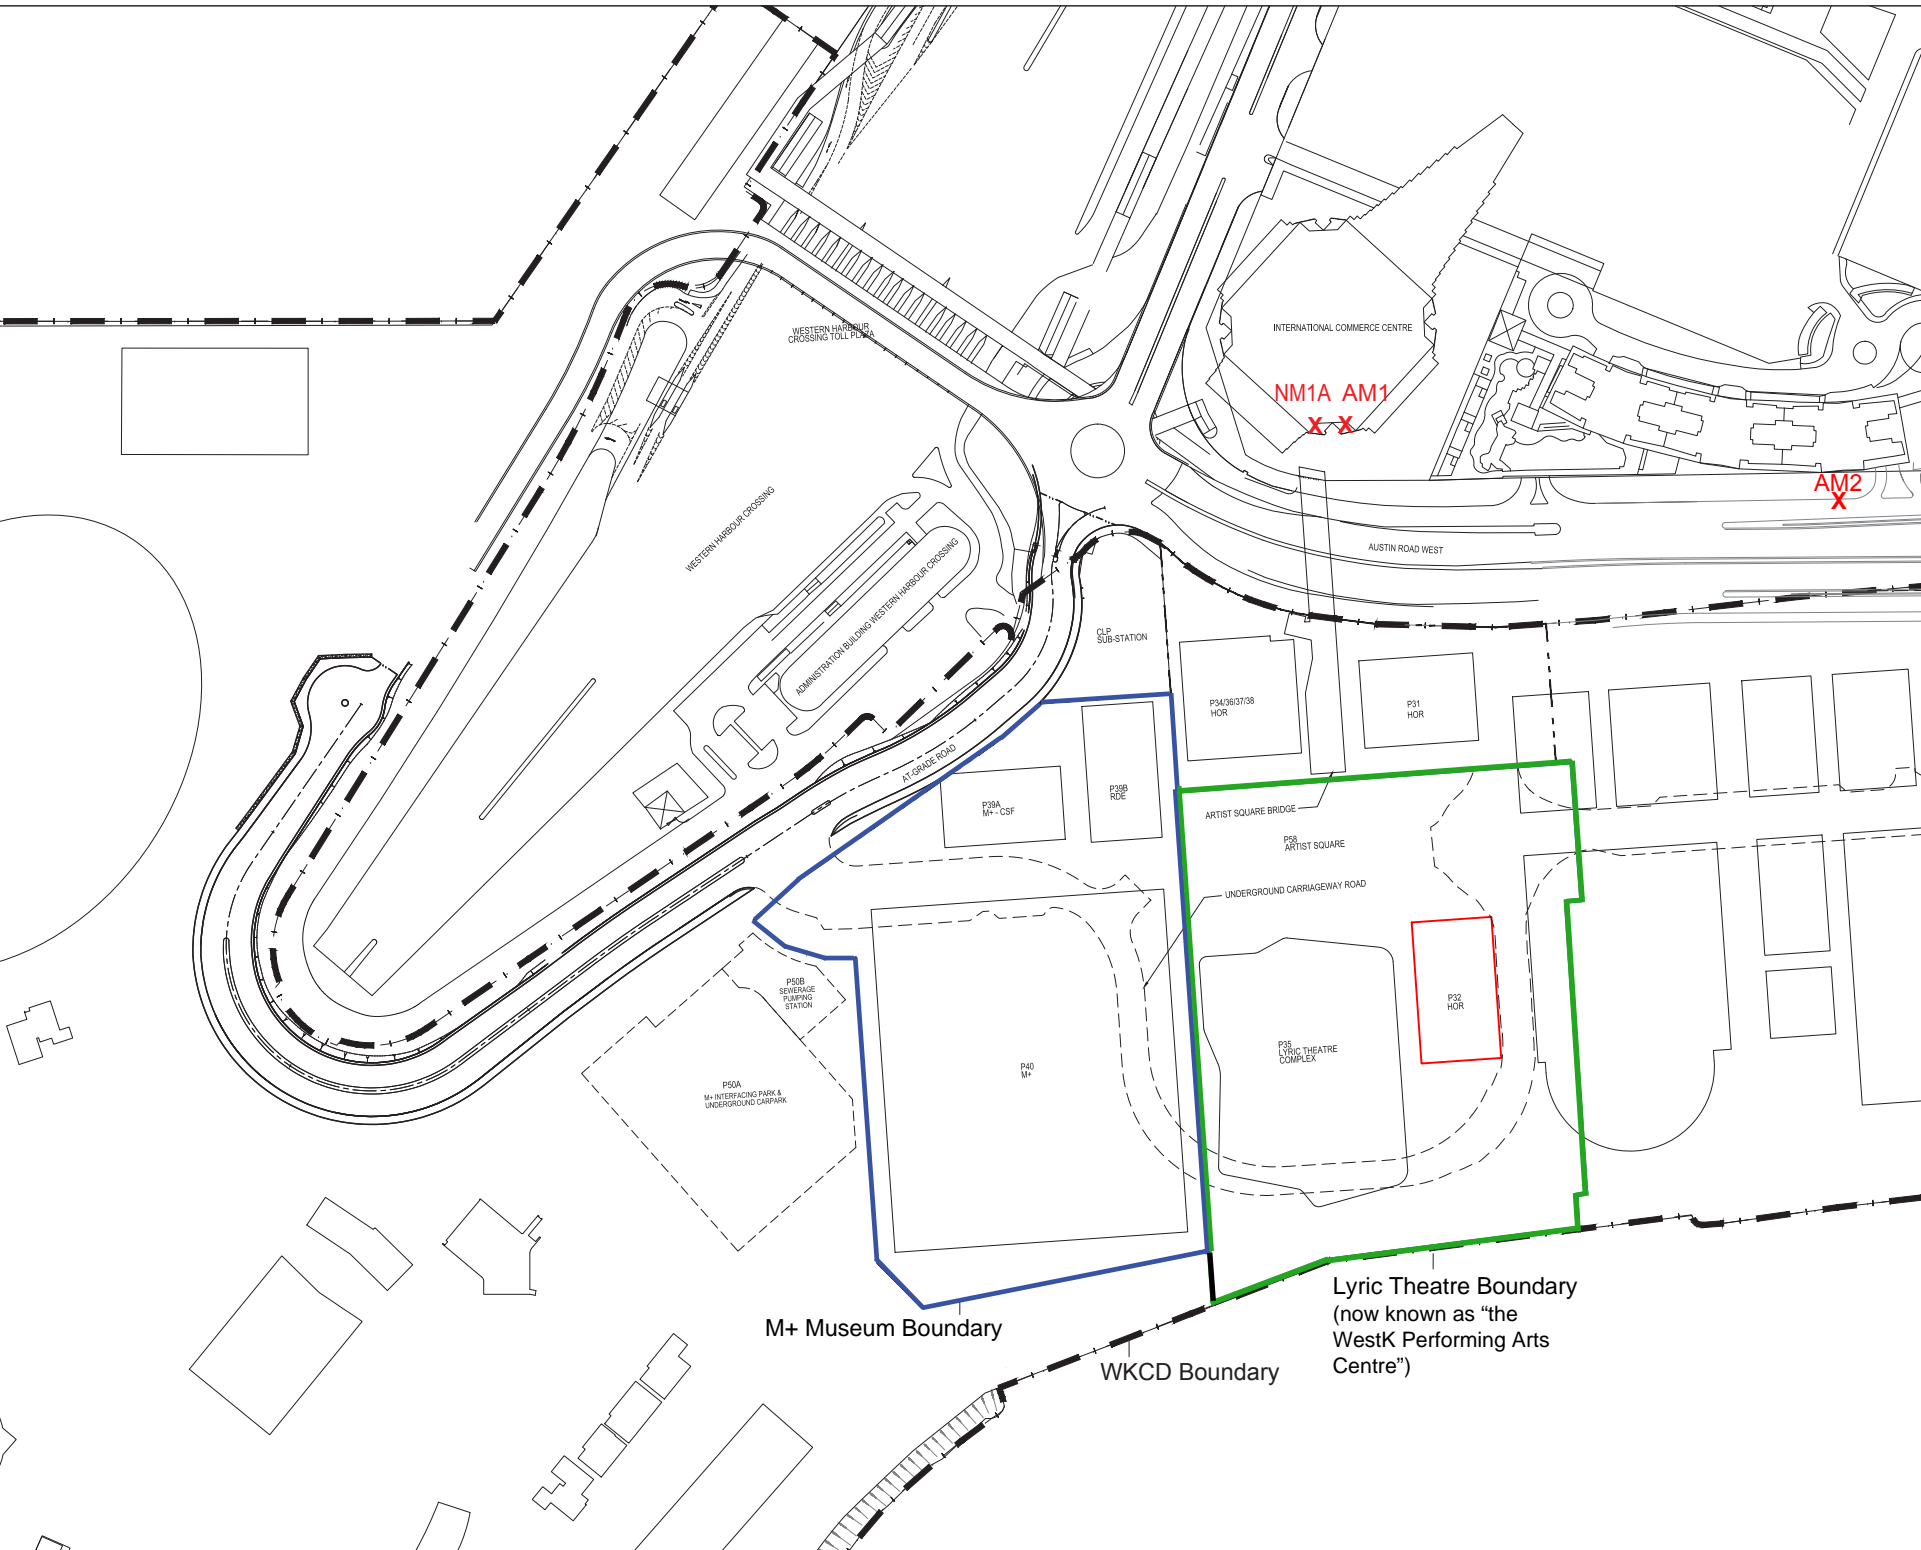 WESTERN HARBOUR
CROSSING TOLL PLAZA
INTERNATIONAL COMMERCE CENTRE
NM1A AM1
X X
AM2
X
WESTERN HARBOUR CROSSING
ADMINISTRATION BUILDING WESTERN HARBOUR CROSSING
AUSTIN ROAD WEST
CLP
SUB-STATION
P34/36/37/38
HOR
P31
HOR
AT-GRADE ROAD
P39A
M+ - CSF
P39B
RDE
ARTIST SQUARE BRIDGE
P58
ARTIST SQUARE
UNDERGROUND CARRIAGEWAY ROAD
P50B
SEWERAGE
PUMPING
STATION
P32
HOR
P35
LYRIC THEATRE
COMPLEX
P40
M+
P50A
M+ INTERFACING PARK &
UNDERGROUND CARPARK
M+ Museum Boundary
WKCD Boundary
Lyric Theatre Boundary
(now known as “the
WestK Performing Arts
Centre”)